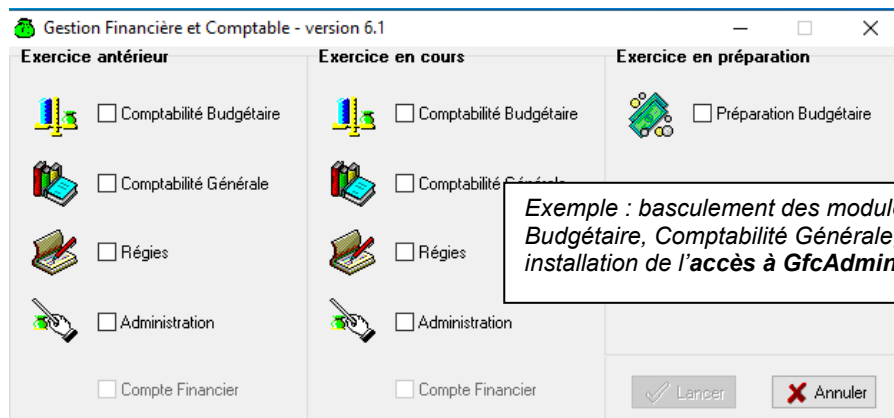 Gestion Financière et Comptable - version 6.1
Exercice antérieur
Comptabilité Budgétaire
Comptabilité Générale
Régies
Administration
Compte Financier
Exercice en cours
Comptabilité Budgétaire
Comptabilité
Régies
Administration
Compte Financier
Exercice en préparation
Préparation Budgétaire
Exemple : basculement des
Budgétaire, Comptabilité Générale
installation de l'accès à GfcAdmin
Lancer
Annuler